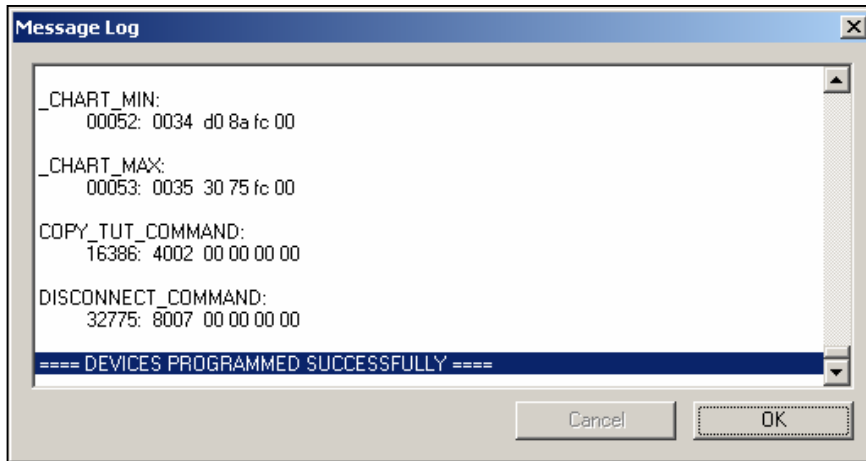 Message Log
_CHART_MIN:
00052: 0034 d0 8a fc 00
_CHART_MAX:
00053: 0035 30 75 fc 00
COPY_TUT_COMMAND:
16386: 4002 00 00 00 00
DISCONNECT_COMMAND:
32775: 8007 00 00 00 00
==== DEVICES PROGRAMMED SUCCESSFULLY ====
Cancel
OK